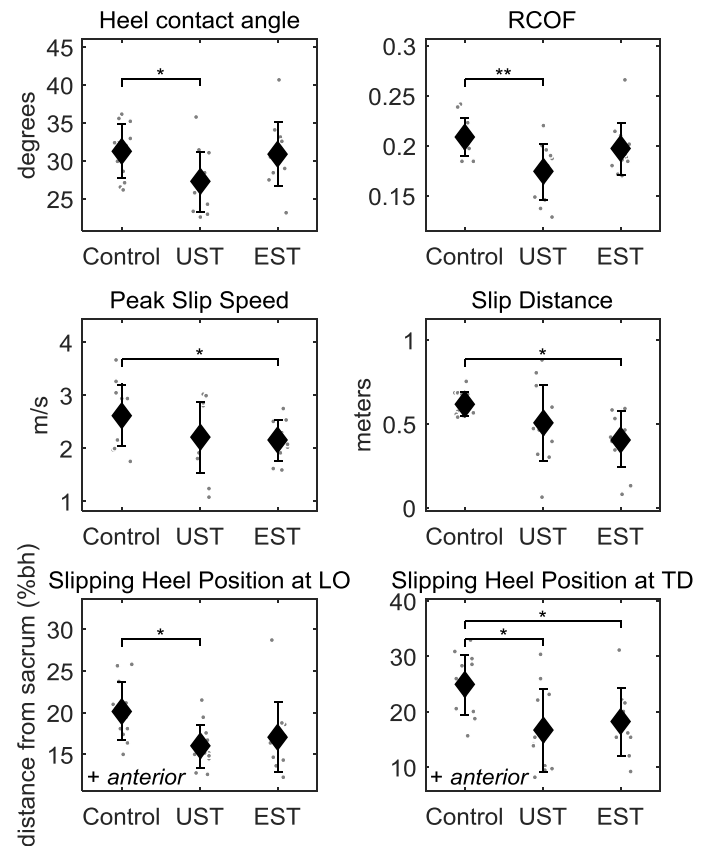 Heel contact angle
degrees
45
40
35
30
25
*
Control UST EST
RCOF
0.3
0.25
0.2
0.15
**
Control UST EST
Peak Slip Speed
m/s
4
3
2
1
*
Control UST EST
Slip Distance
meters
1
0.5
0
*
Control UST EST
Slipping Heel Position at LO
distance from sacrum (%bh)
30
25
20
15
*
+ anterior
Control UST EST
Slipping Heel Position at TD
40
30
20
10
*
*
+ anterior
Control UST EST